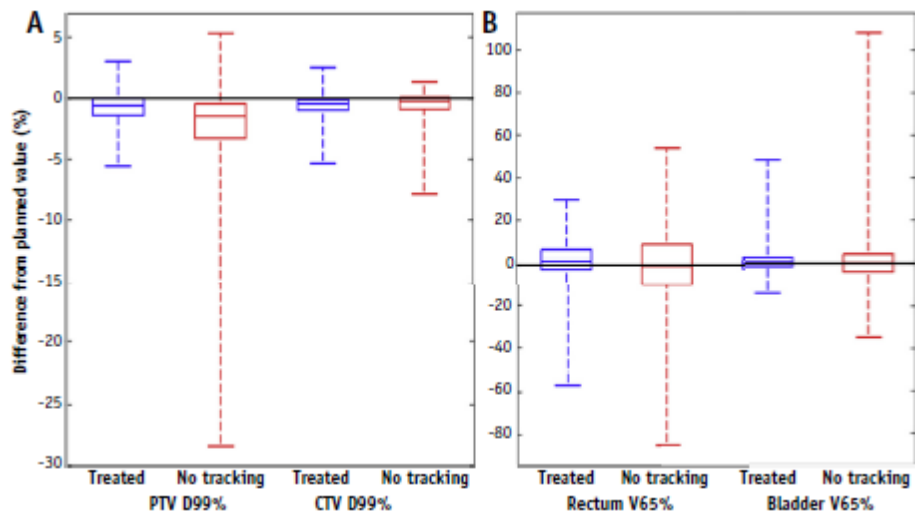 A
B
Difference from planned value (%)
5
0
-5
-10
-15
-20
-25
-30
100
80
60
40
20
0
-20
-40
-60
-80
Treated No tracking Treated No tracking
PTV D99% CTV D99%
Treated No tracking Treated No tracking
Rectum V65% Bladder V65%